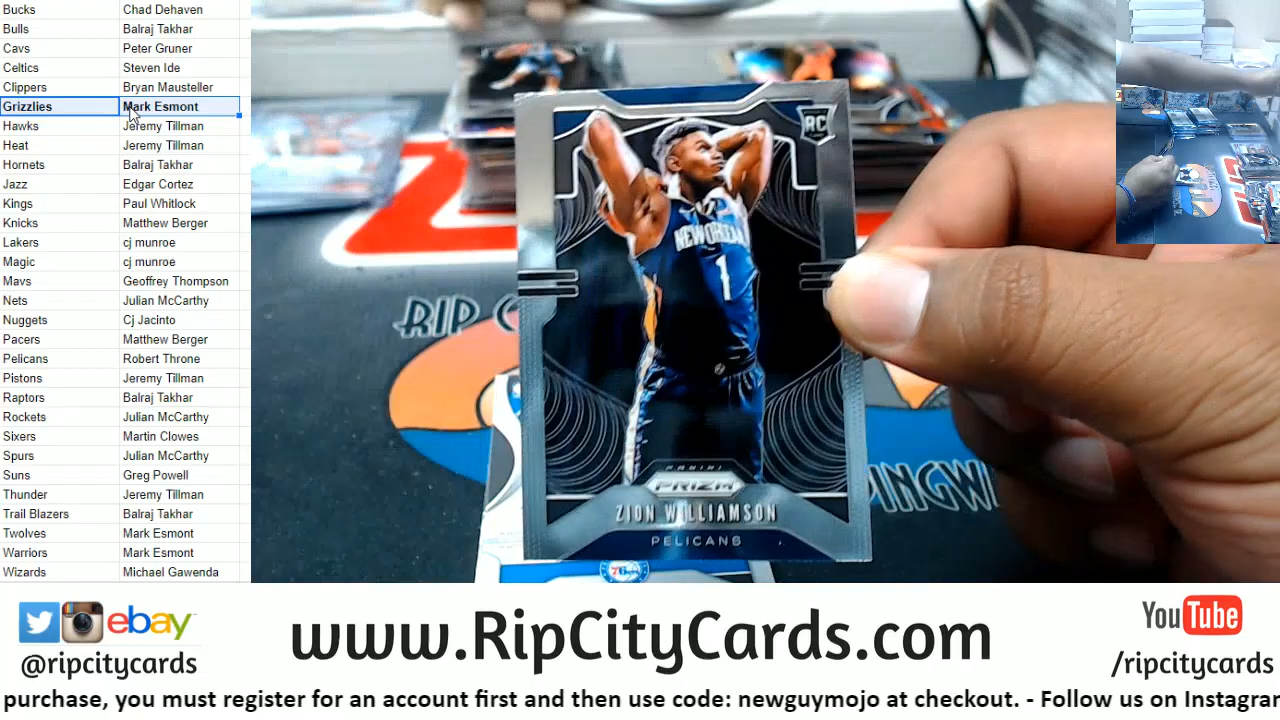 Bucks Chad Dehaven
Bulls Balraj Takhar
Cavs Peter Gruner
Celtics Steven Ide
Clippers Bryan Mausteller
Grizzlies Mark Esmont
Hawks Jeremy Tillman
Heat Jeremy Tillman
Hornets Balraj Takhar
Jazz Edgar Cortez
Kings Paul Whitlock
Knicks Matthew Berger
Lakers cj munroe
Magic cj munroe
Mavs Geoffrey Thompson
Nets Julian McCarthy
Nuggets Cj Jacinto
Pacers Matthew Berger
Pelicans Robert Throne
Pistons Jeremy Tillman
Raptors Balraj Takhar
Rockets Julian McCarthy
Sixers Martin Clowes
Spurs Julian McCarthy
Suns Greg Powell
Thunder Jeremy Tillman
Trail Blazers Balraj Takhar
Twolves Mark Esmont
Warriors Mark Esmont
Wizards Michael Gawenda
RC
NEW ORLEAN
1
RIP C
PINGW
PANINI
PRIZM
ZION WILLIAMSON
PELICANS
76
ebay
@ripcitycards
www.RipCityCards.com
YouTube
/ripcitycards
purchase, you must register for an account first and then use code: newguymojo at checkout. - Follow us on Instagra